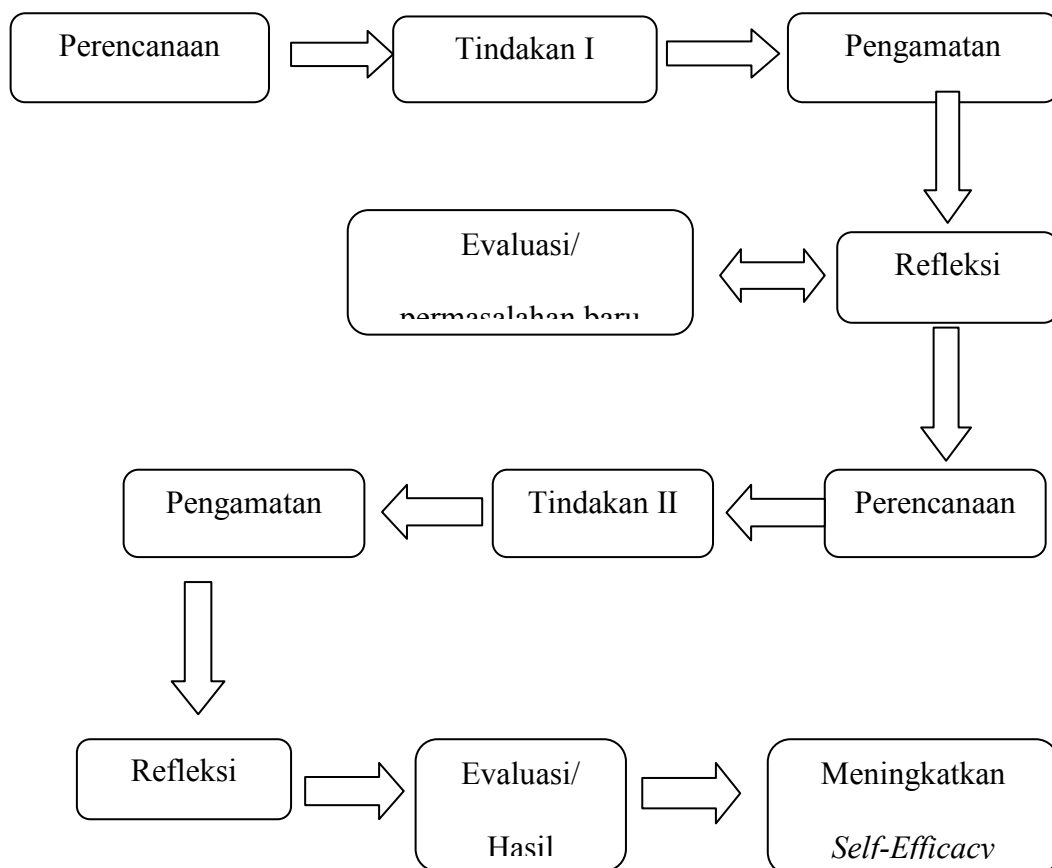 Perencanaan
Tindakan I
Pengamatan
Evaluasi/
permasalahan baru
Refleksi
Pengamatan
Tindakan II
Perencanaan
Refleksi
Evaluasi/
Hasil
Meningkatkan
Self-Efficacy